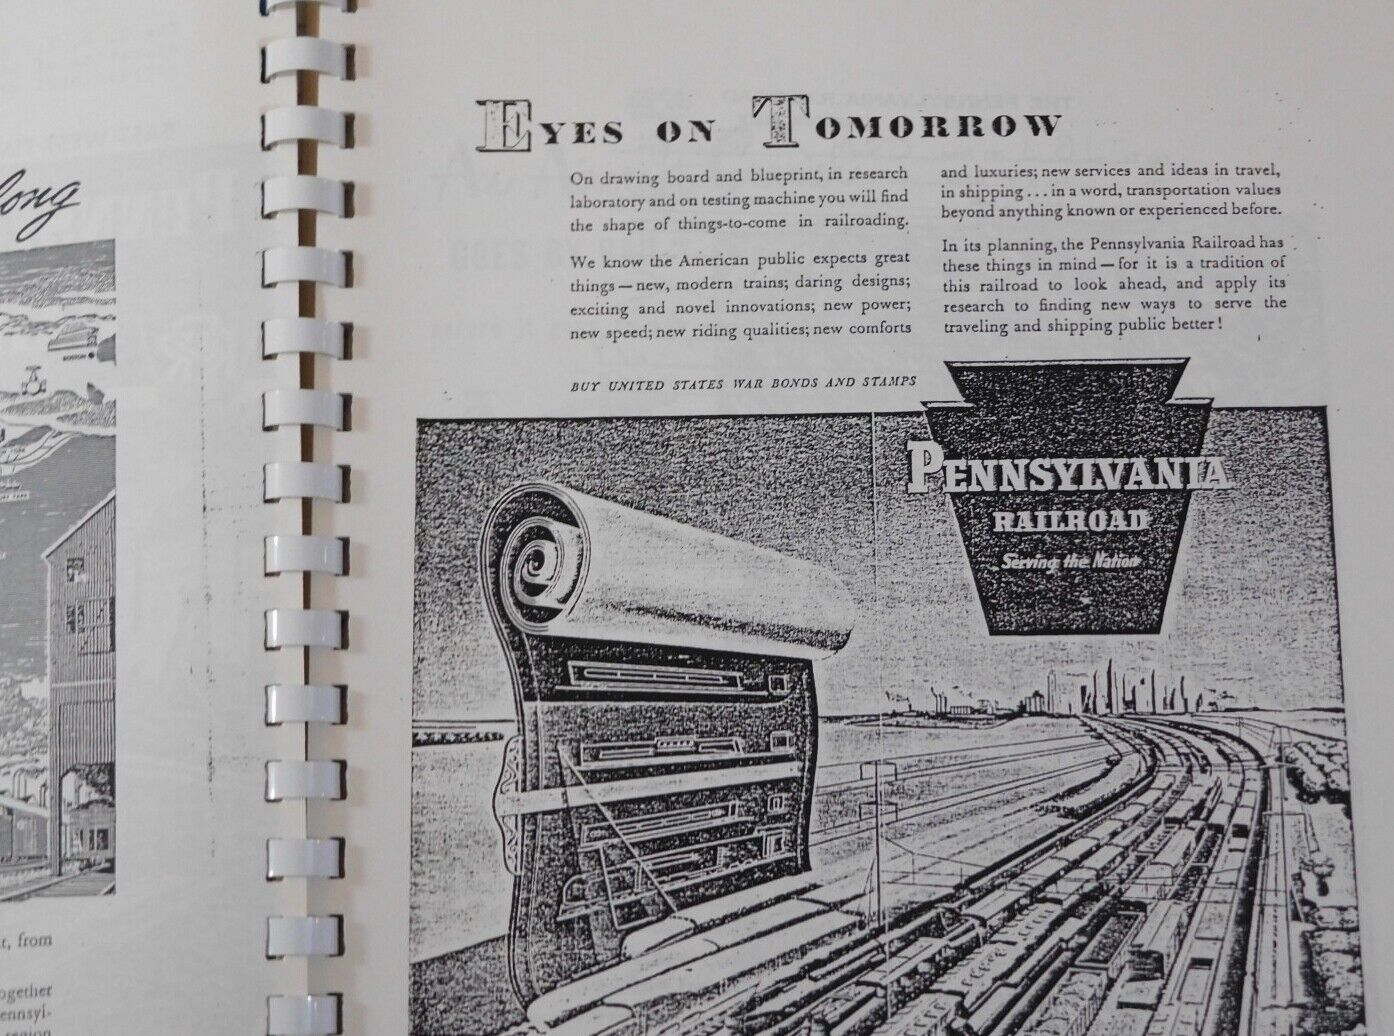 long
BOSTON
r, from
ogether
ennsyl-
region
EYES ON TOMORROW
On drawing board and blueprint, in research
laboratory and on testing machine you will find
the shape of things-to-come in railroading.
We know the American public expects great
things—new, modern trains; daring designs;
exciting and novel innovations; new power;
new speed; new riding qualities; new comforts
and luxuries; new services and ideas in travel,
in shipping . . . in a word, transportation values
beyond anything known or experienced before.
In its planning, the Pennsylvania Railroad has
these things in mind—for it is a tradition of
this railroad to look ahead, and apply its
research to finding new ways to serve the
traveling and shipping public better!
BUY UNITED STATES WAR BONDS AND STAMPS
PENNSYLVANIA
RAILROAD
Serving the Nation